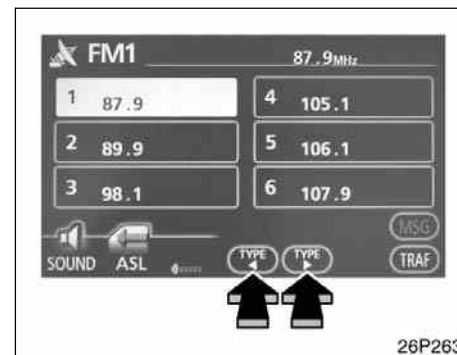 FM1 87.9MHz
1 87.9
4 105.1
2 89.9
5 106.1
3 98.1
6 107.9
MSG
SOUND ASL TYPE TYPE TRAF
26P263